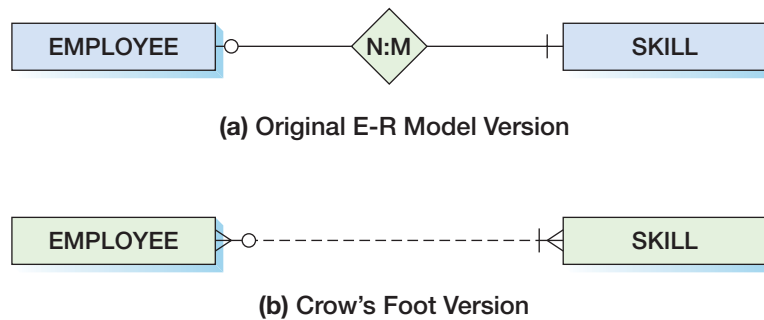 EMPLOYEE N:M SKILL
(a) Original E-R Model Version
EMPLOYEE SKILL
(b) Crow's Foot Version